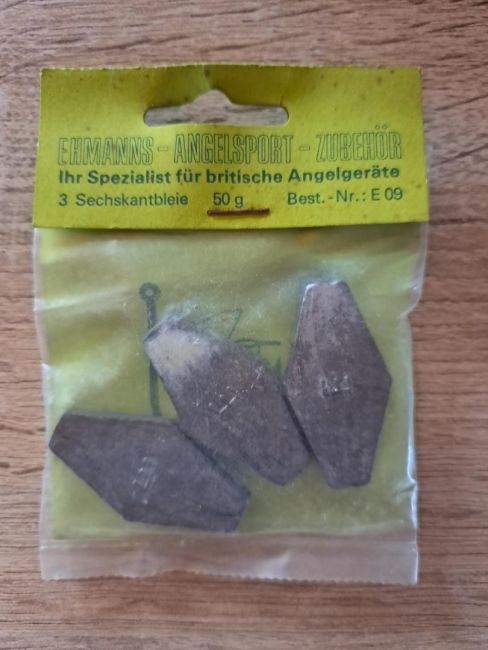 EHMANNS - ANGELSPORT - ZUBEHÖR
Ihr Spezialist für britische Angelgeräte
3 Sechskantbleie 50 g Best.-Nr.: E 09